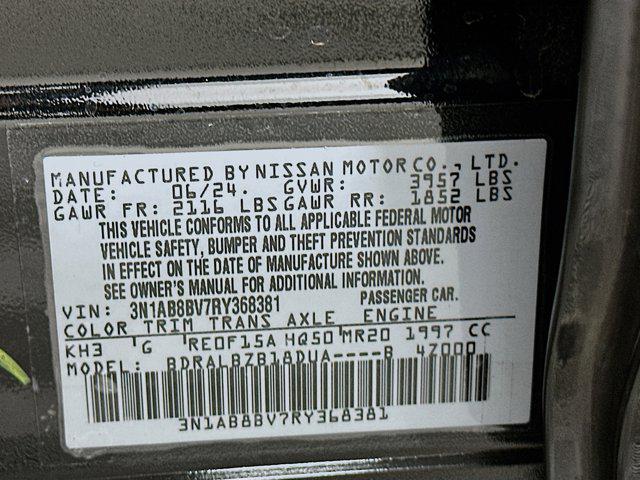 MANUFACTURED BY NISSAN MOTOR CO., LTD.
DATE: 06/24. GVWR: 3957 LBS
GAWR FR: 2116 LBS GAWR RR: 1852 LBS
THIS VEHICLE CONFORMS TO ALL APPLICABLE FEDERAL MOTOR
VEHICLE SAFETY, BUMPER AND THEFT PREVENTION STANDARDS
IN EFFECT ON THE DATE OF MANUFACTURE SHOWN ABOVE.
SEE OWNER'S MANUAL FOR ADDITIONAL INFORMATION.
VIN: 3N1AB8BV7RY368381 PASSENGER CAR.
COLOR TRIM TRANS AXLE ENGINE
KH3 G RE0F15A HQ50 MR20 1997 CC
MODEL: BDRALBZB18DUA----B 4Z000
3N1AB8BV7RY368381